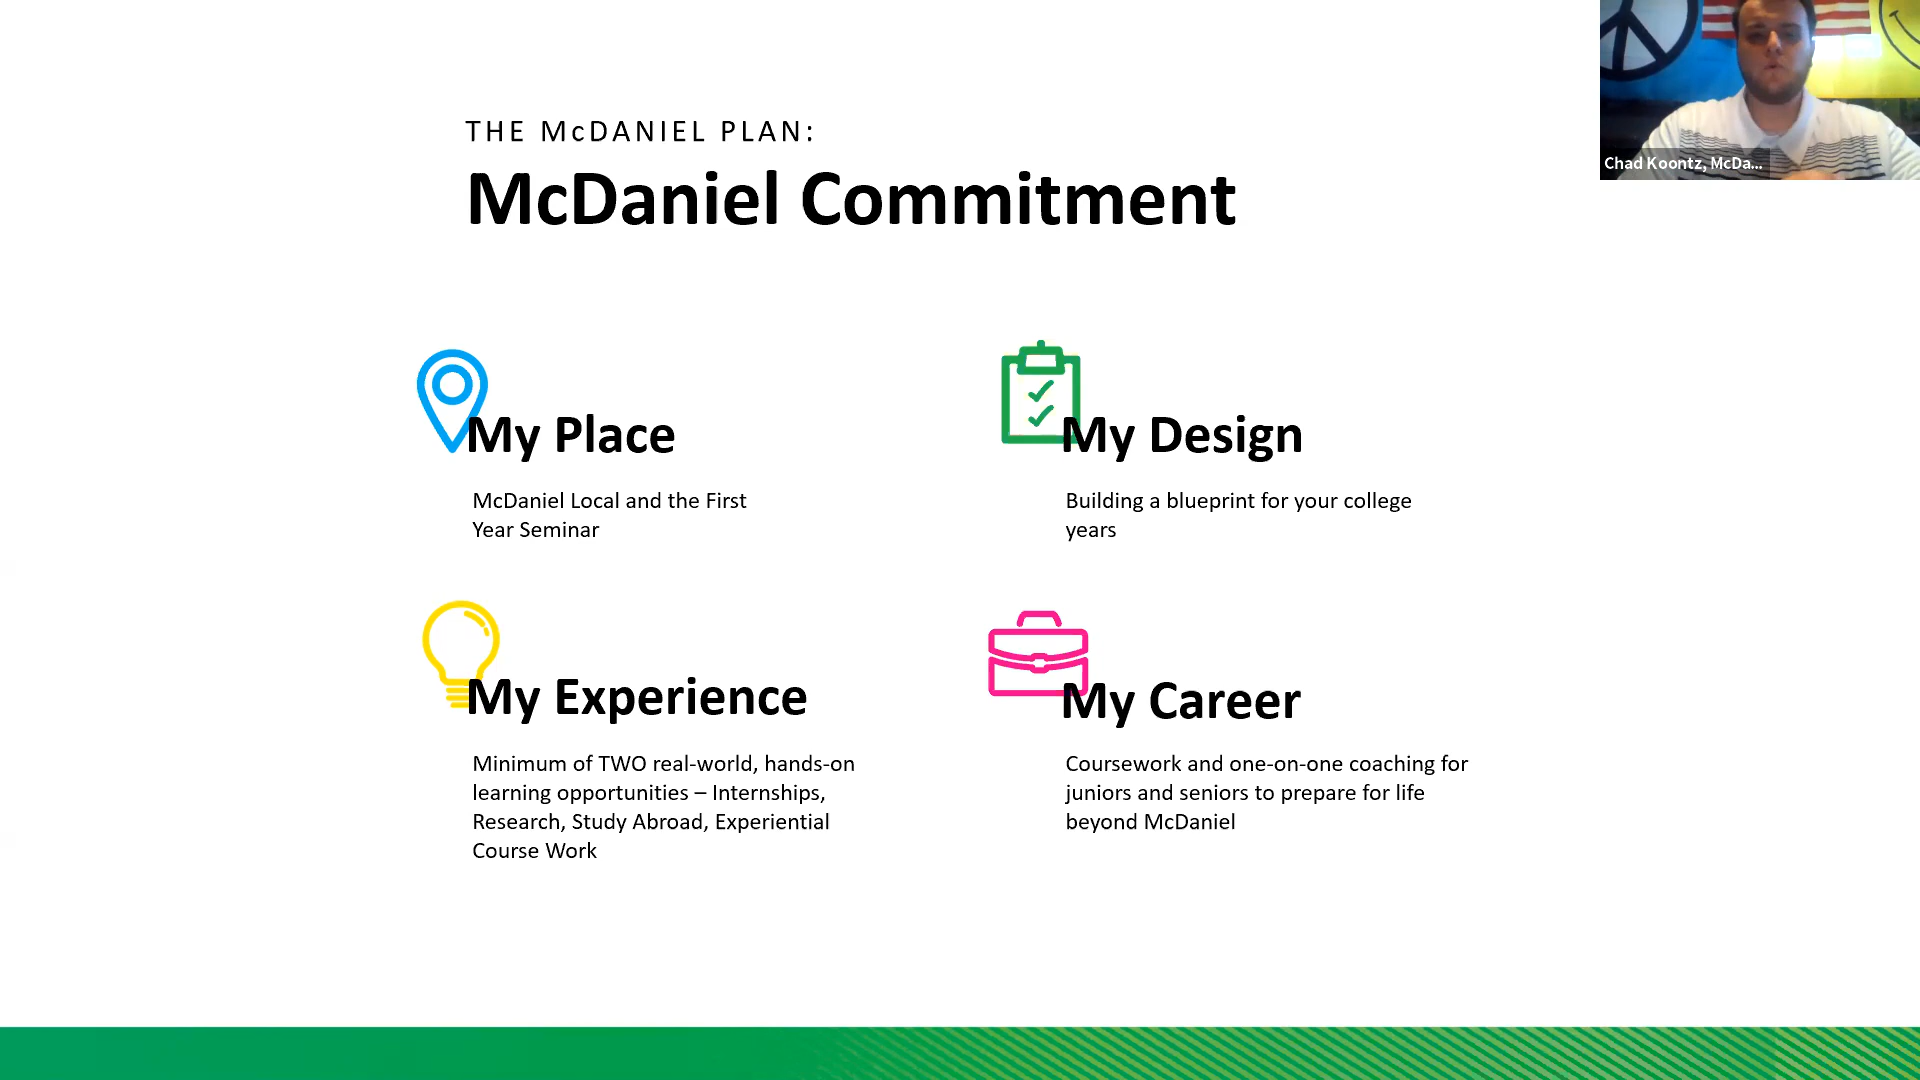 THE McDANIEL PLAN:
McDaniel Commitment
Chad Koontz, McDa...
My Place
McDaniel Local and the First
Year Seminar
My Design
Building a blueprint for your college
years
My Experience
Minimum of TWO real-world, hands-on
learning opportunities – Internships,
Research, Study Abroad, Experiential
Course Work
My Career
Coursework and one-on-one coaching for
juniors and seniors to prepare for life
beyond McDaniel